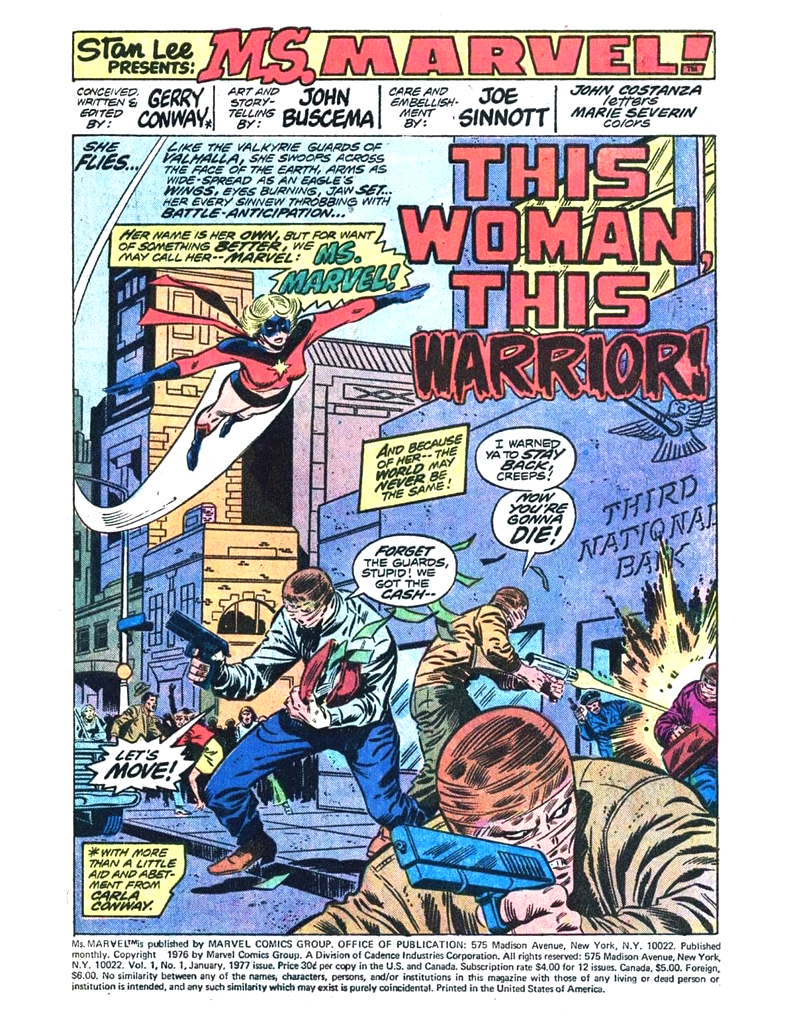 Stan Lee
PRESENTS:
MS. MARVEL!
TM
CONCEIVED,
WRITTEN &
EDITED
BY:
GERRY
CONWAY*
ART AND
STORY-
TELLING
BY:
JOHN
BUSCEMA
CARE AND
EMBELLISH-
MENT
BY:
JOE
SINNOTT
JOHN COSTANZA
letters
MARIE SEVERIN
colors
SHE
FLIES...
LIKE THE VALKYRIE GUARDS OF
VALHALLA, SHE SWOOPS ACROSS
THE FACE OF THE EARTH, ARMS AS
WIDE-SPREAD AS AN EAGLE'S
WINGS, EYES BURNING, JAW SET...
HER EVERY SINNEW THROBBING WITH
BATTLE-ANTICIPATION...
HER NAME IS HER OWN, BUT FOR WANT
OF SOMETHING BETTER, WE
MAY CALL HER-- MARVEL: MS.
MARVEL!
THIS
WOMAN,
THIS
WARRIOR!
AND BECAUSE
OF HER-- THE
WORLD MAY
NEVER BE
THE SAME!
I WARNED
YA TO STAY
BACK,
CREEPS!
NOW
YOU'RE
GONNA
DIE!
THIRD
NATIONAL
BANK
FORGET
THE GUARDS,
STUPID! WE
GOT THE
CASH--
LET'S
MOVE!
*WITH MORE
THAN A LITTLE
AID AND ABET-
MENT FROM
CARLA
CONWAY.
Ms. MARVEL™ is published by MARVEL COMICS GROUP. OFFICE OF PUBLICATION: 575 Madison Avenue, New York, N.Y. 10022. Published
monthly. Copyright 1976 by Marvel Comics Group. A Division of Cadence Industries Corporation. All rights reserved: 575 Madison Avenue, New York,
N.Y. 10022. Vol. 1, No. 1, January, 1977 issue. Price 30¢ per copy in the U.S. and Canada. Subscription rate $4.00 for 12 issues. Canada, $5.00. Foreign,
$6.00. No similarity between any of the names, characters, persons, and/or institutions in this magazine with those of any living or dead person or
institution is intended, and any such similarity which may exist is purely coincidental. Printed in the United States of America.